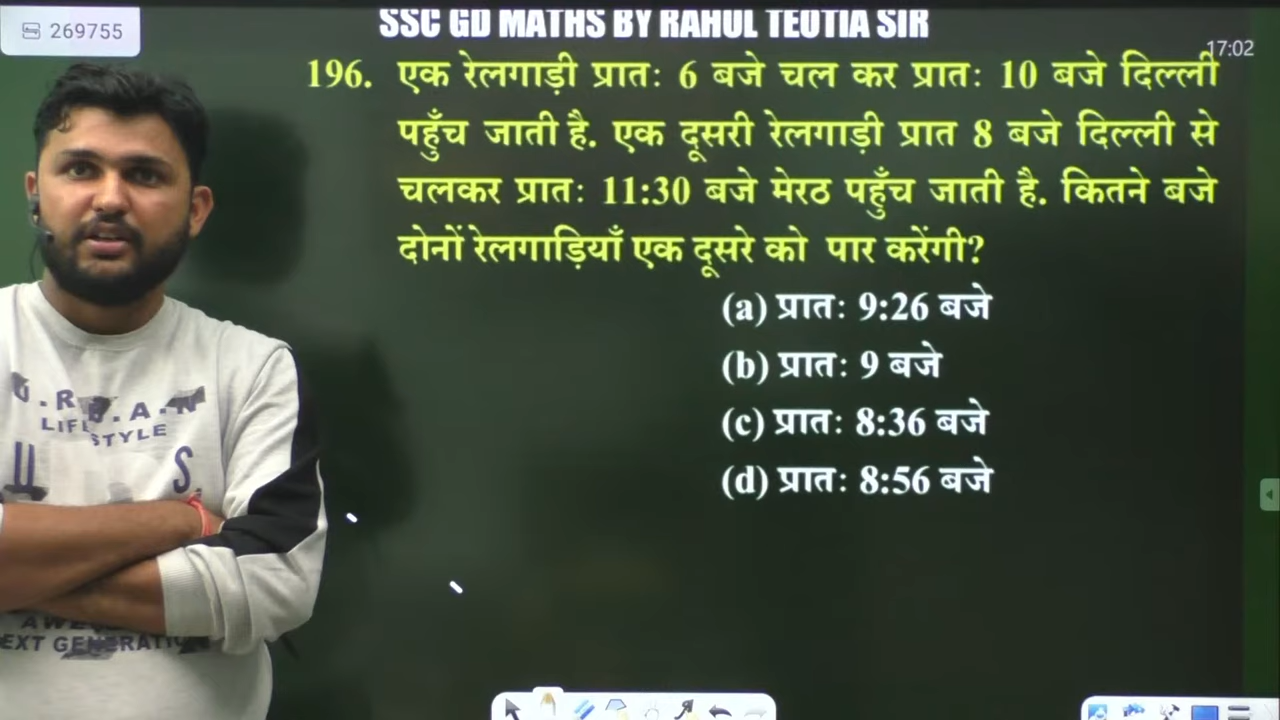 269755
SSC GD MATHS BY RAHUL TEOTIA SIR
17:02
196. एक रेलगाड़ी प्रातः 6 बजे चल कर प्रातः 10 बजे दिल्ली
पहुँच जाती है. एक दूसरी रेलगाड़ी प्रात 8 बजे दिल्ली से
चलकर प्रातः 11:30 बजे मेरठ पहुँच जाती है. कितने बजे
दोनों रेलगाड़ियाँ एक दूसरे को पार करेंगी?
(a) प्रातः 9:26 बजे
(b) प्रातः 9 बजे
(c) प्रातः 8:36 बजे
(d) प्रातः 8:56 बजे
LIFE STYLE
U S.
EXT GENERATI